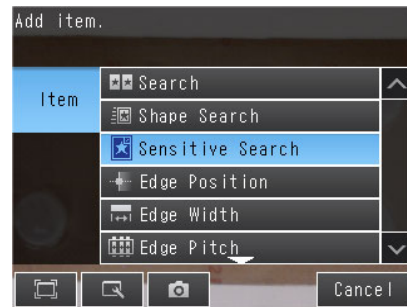 Add item.
Item
Search
Shape Search
Sensitive Search
Edge Position
Edge Width
Edge Pitch
Cancel